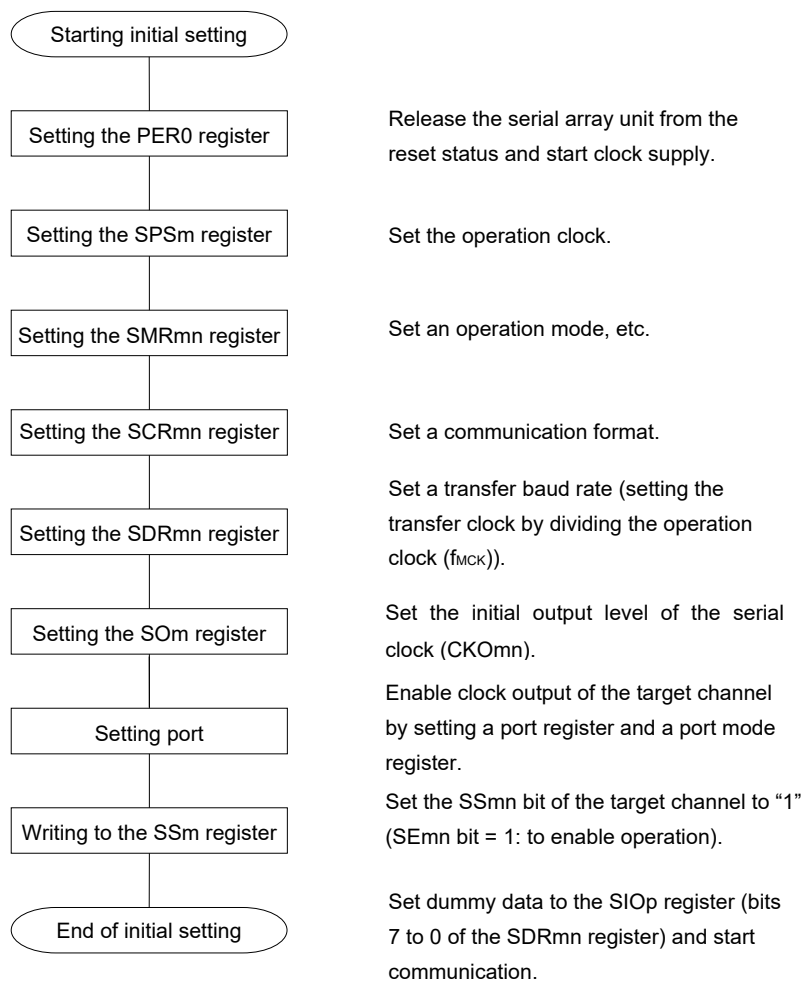 Starting initial setting
Setting the PER0 register
Release the serial array unit from the
reset status and start clock supply.
Setting the SPSm register
Set the operation clock.
Setting the SMRmn register
Set an operation mode, etc.
Setting the SCRmn register
Set a communication format.
Setting the SDRmn register
Set a transfer baud rate (setting the
transfer clock by dividing the operation
clock (fMCK)).
Setting the SOm register
Set the initial output level of the serial
clock (CKOmn).
Setting port
Enable clock output of the target channel
by setting a port register and a port mode
register.
Writing to the SSm register
Set the SSmn bit of the target channel to “1”
(SEmn bit = 1: to enable operation).
End of initial setting
Set dummy data to the SIOp register (bits
7 to 0 of the SDRmn register) and start
communication.